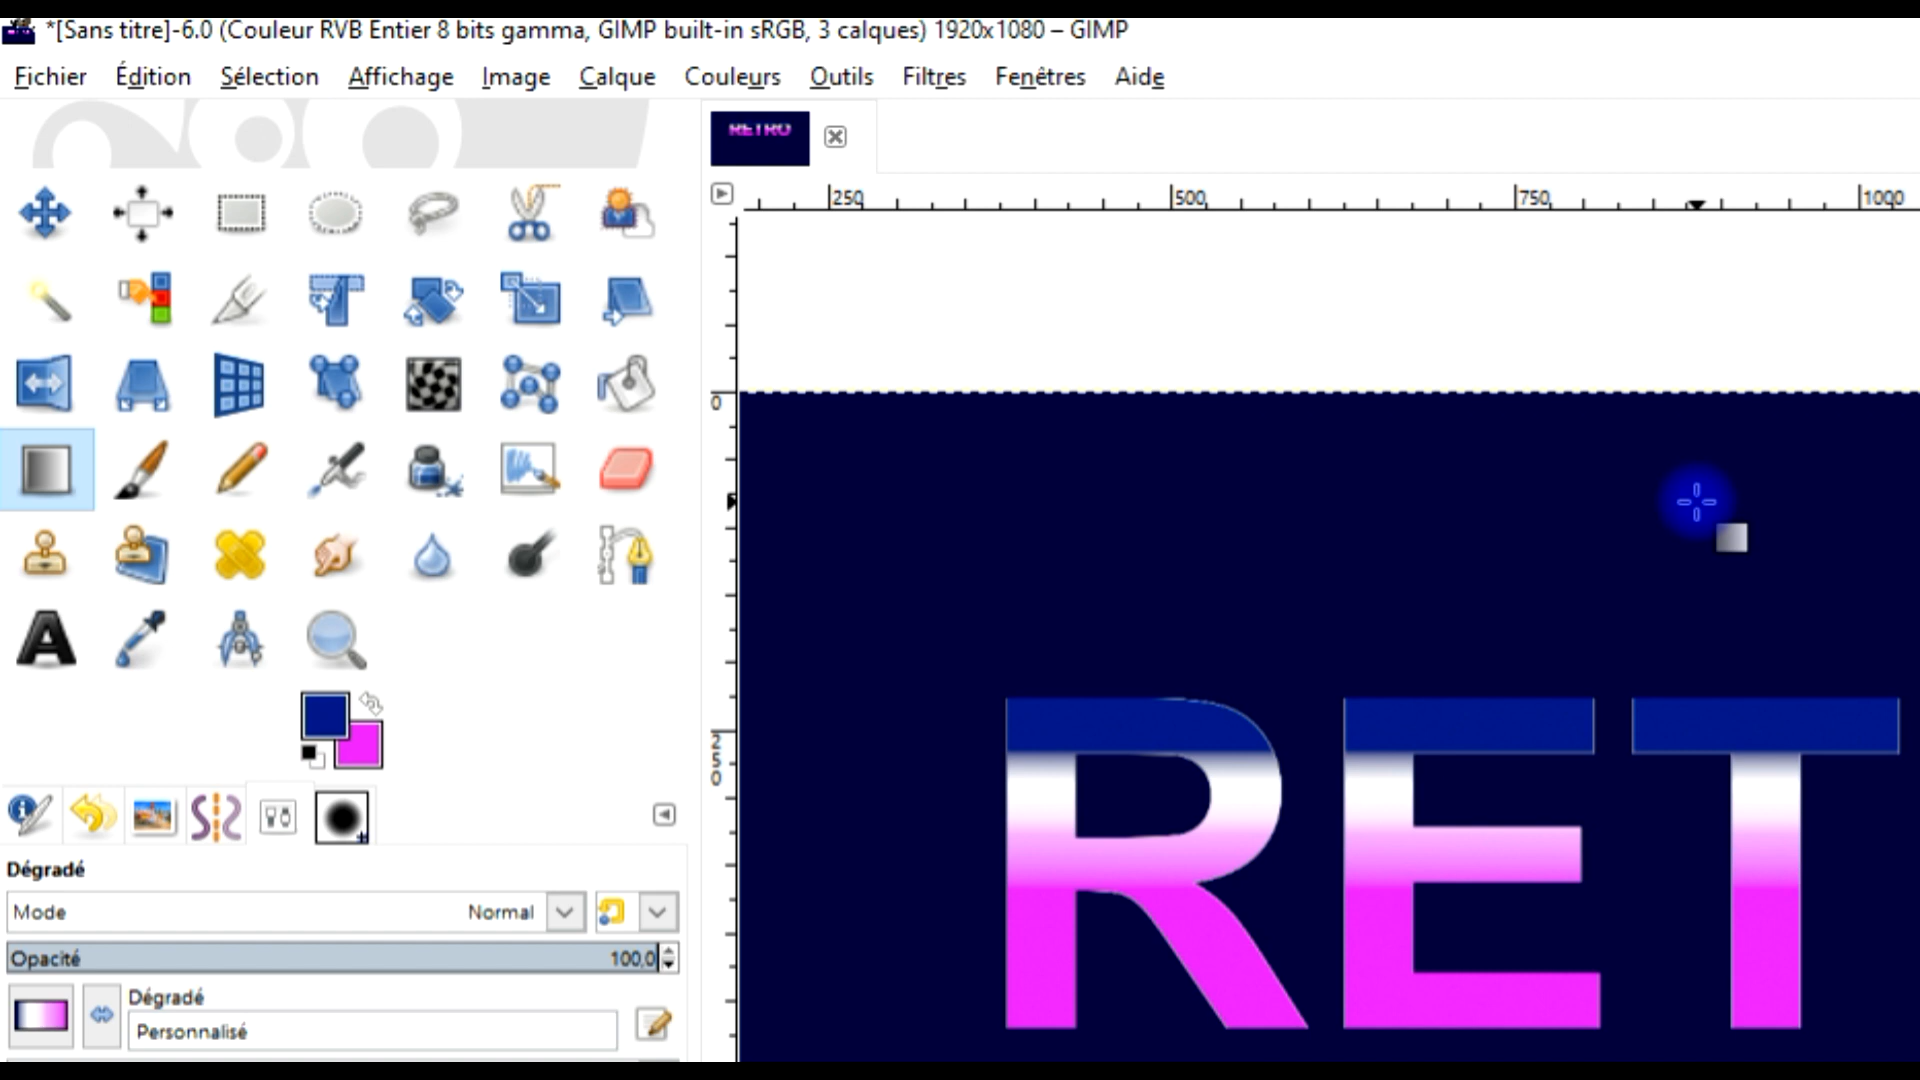 *[Sans titre]-6.0 (Couleur RVB Entier 8 bits gamma, GIMP built-in sRGB, 3 calques) 1920x1080 – GIMP
Fichier Édition Sélection Affichage Image Calque Couleurs Outils Filtres Fenêtres Aide
RETRO
250 500 750 1000
0
250
RET
Dégradé
Mode Normal
Opacité 100,0
Dégradé
Personnalisé